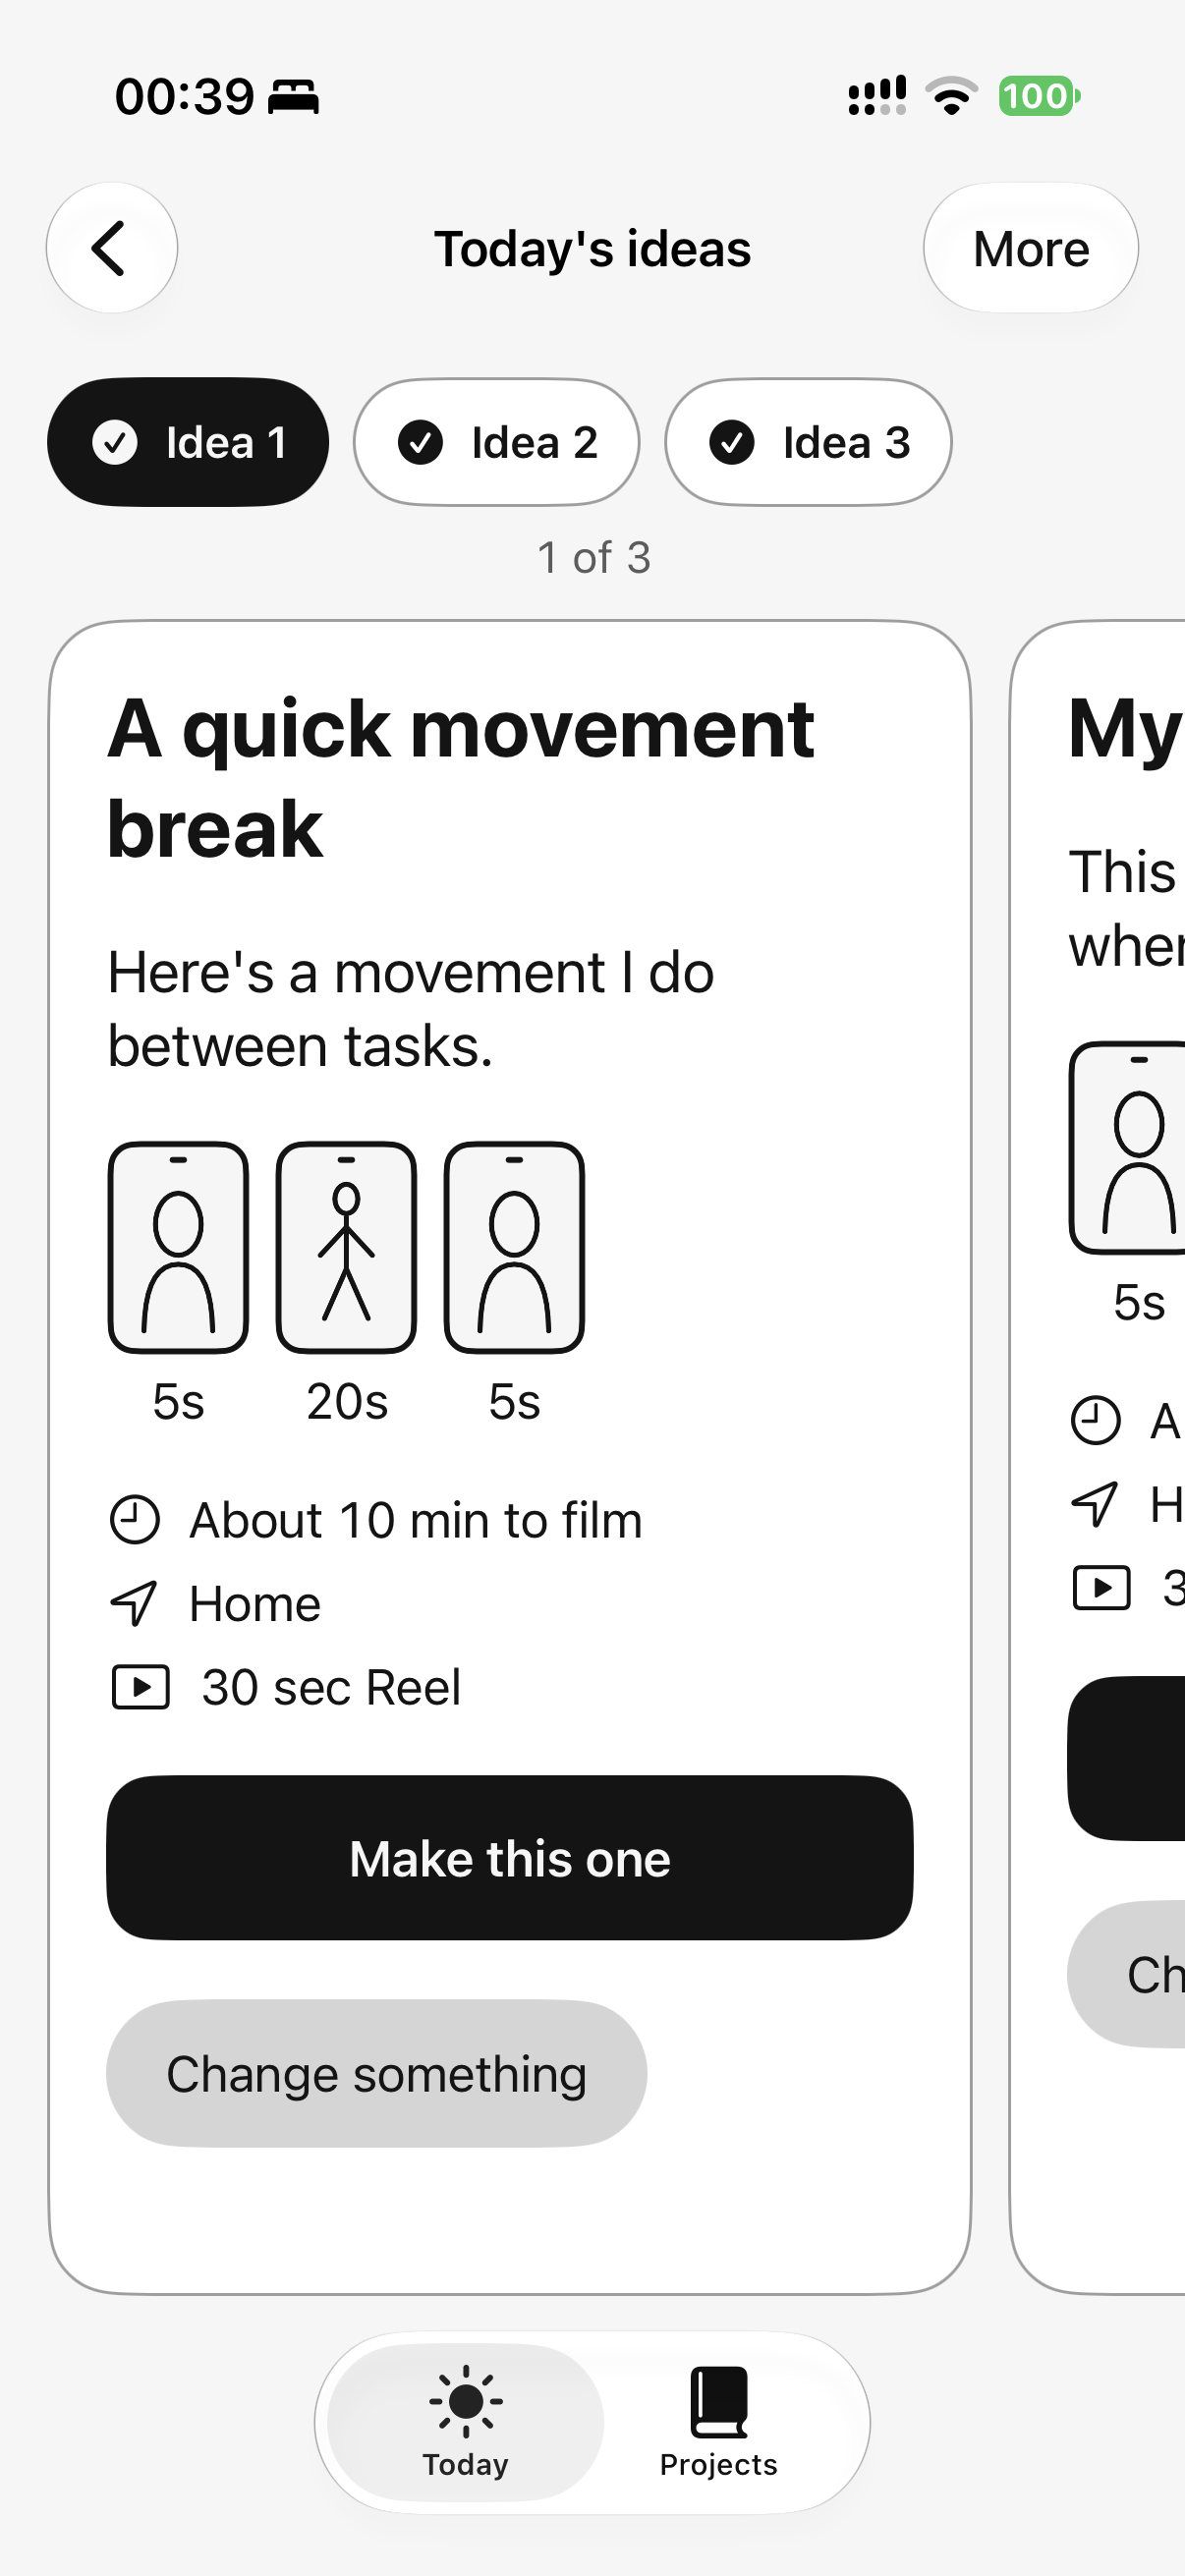 00:39
100
Today's ideas
More
Idea 1
Idea 2
Idea 3
1 of 3
A quick movement
break
Here's a movement I do
between tasks.
5s
20s
5s
About 10 min to film
Home
30 sec Reel
Make this one
Change something
My
This
5s
A
H
3
Ch
Today
Projects